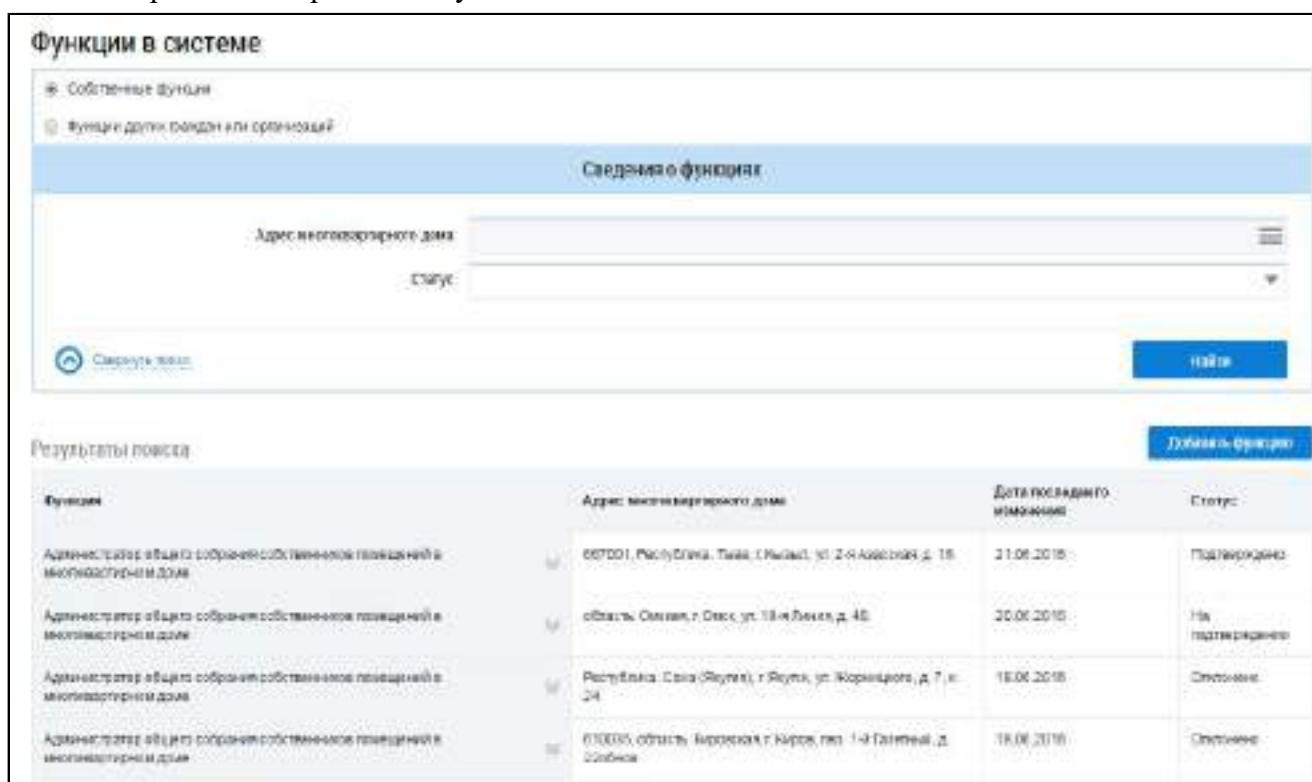 Функции в системе
Собственные функции
Функции других граждан или организаций
Сведения о функциях
Адрес многоквартирного дома
Статус
Свернуть поиск
Найти
Результаты поиска
Добавить функцию
Функция
Адрес многоквартирного дома
Дата последнего
изменения
Статус
Администратор общего собрания собственников помещений в
многоквартирном доме
667001, Республика. Тыва, г. Кызыл, ул. 2-я д. 18
21.06.2016
Подтверждено
Администратор общего собрания собственников помещений в
многоквартирном доме
область. Омская, г. Омск, ул. 18-я Линия, д. 48
20.06.2016
На
подтверждении
Администратор общего собрания собственников помещений в
многоквартирном доме
Республика. Саха (Якутия), г. Якутск, ул. д. 7, к.
24
18.06.2016
Отклонено
Администратор общего собрания собственников помещений в
многоквартирном доме
610035, область. Кировская, г. Киров, пер. 1-й д.
18.06.2016
Отклонено